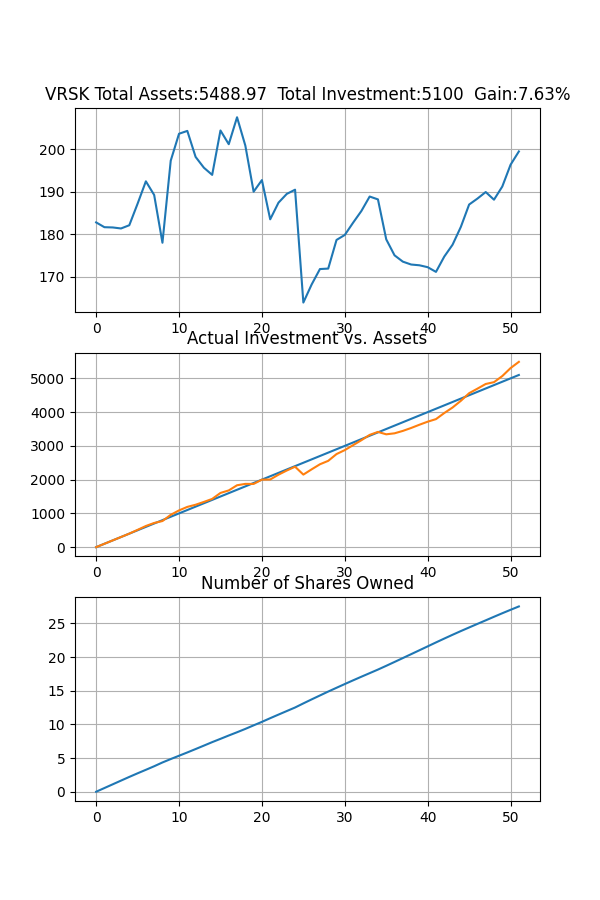 VRSK Total Assets:5488.97  Total Investment:5100  Gain:7.63%
200
190
180
170
0 10 20 30 40 50
Actual Investment vs. Assets
5000
4000
3000
2000
1000
0
0 10 20 30 40 50
Number of Shares Owned
25
20
15
10
5
0
0 10 20 30 40 50